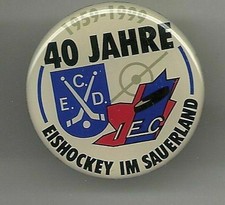 1959-1999
40 JAHRE
E.C.D.
IEC
EISHOCKEY IM SAUERLAND